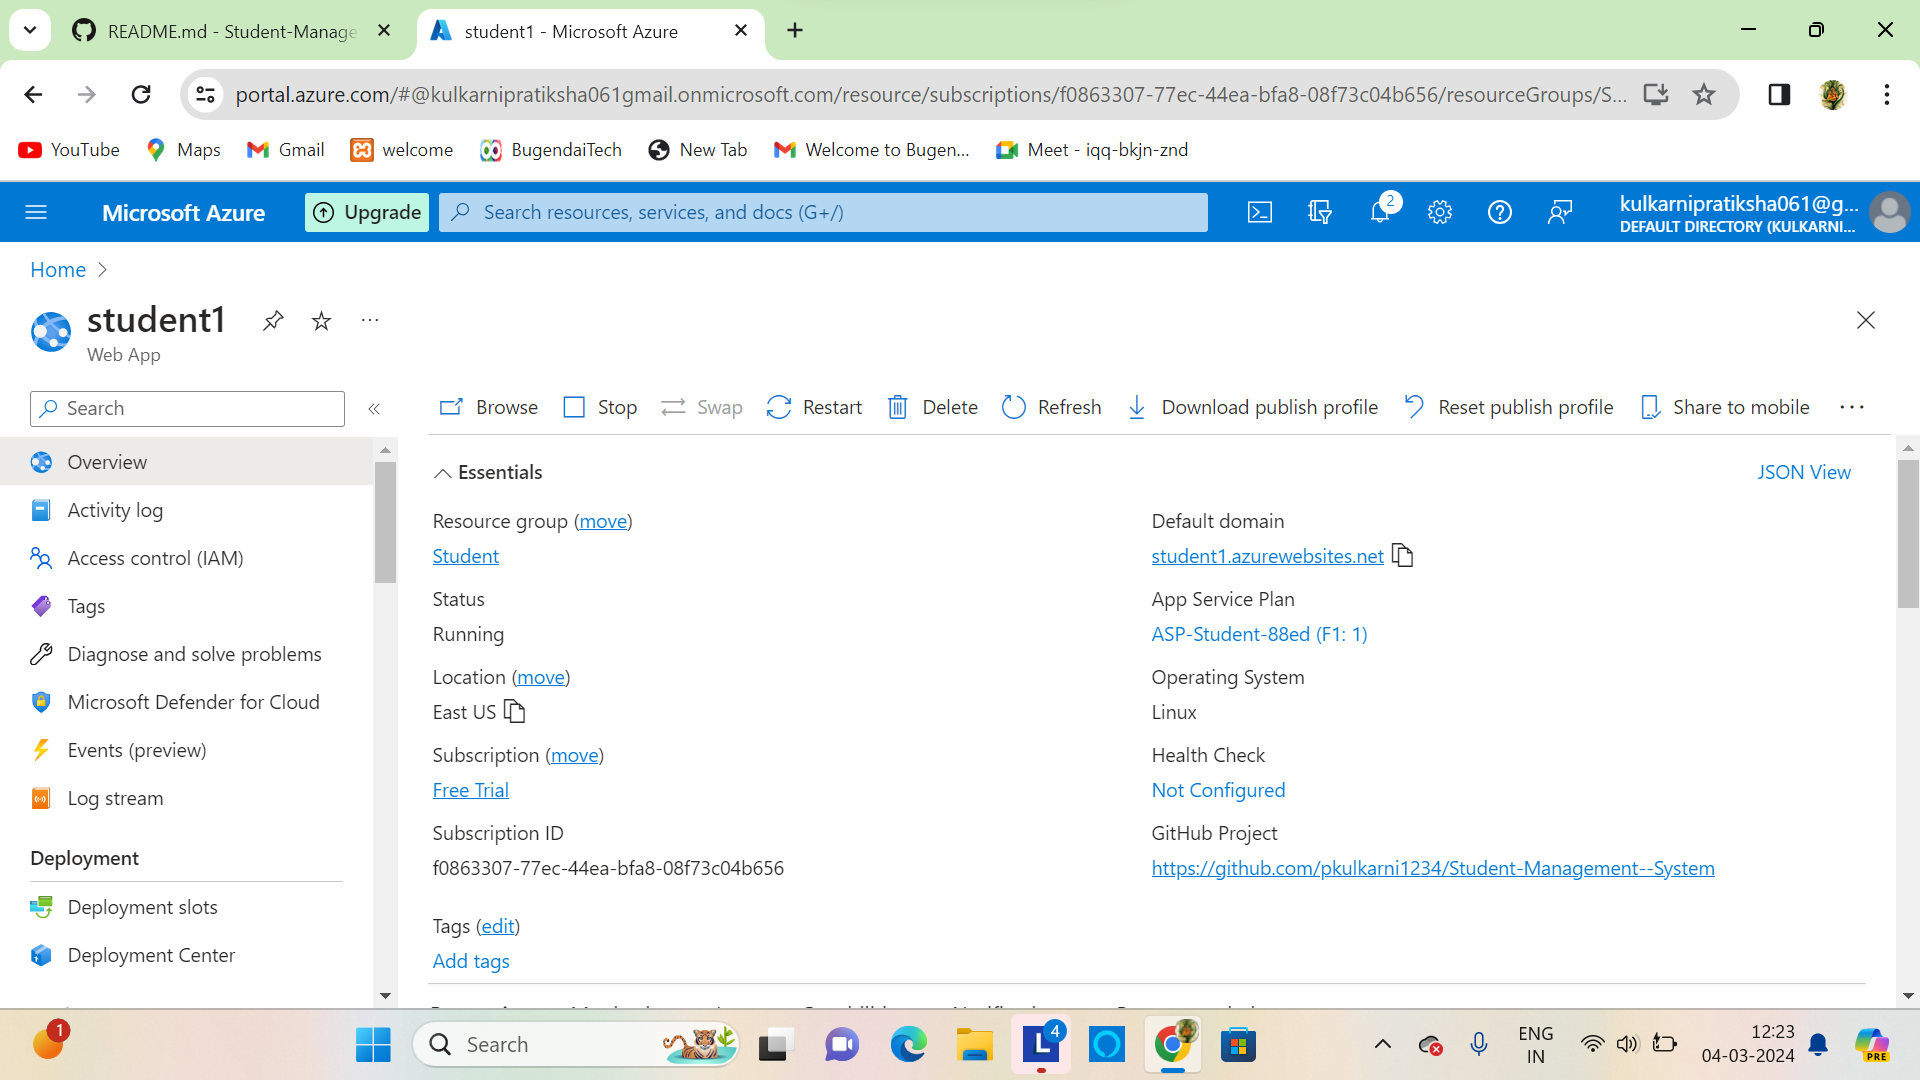 README.md - Student-Manage
student1 - Microsoft Azure
portal.azure.com/#@kulkarnipratiksha061gmail.onmicrosoft.com/resource/subscriptions/f0863307-77ec-44ea-bfa8-08f73c04b656/resourceGroups/S...
YouTube
Maps
Gmail
welcome
BugendaiTech
New Tab
Welcome to Bugen...
Meet - iqq-bkjn-znd
Microsoft Azure
Upgrade
Search resources, services, and docs (G+/)
2
kulkarnipratiksha061@g...
DEFAULT DIRECTORY (KULKARNI...
Home
student1
Web App
Search
Browse
Stop
Swap
Restart
Delete
Refresh
Download publish profile
Reset publish profile
Share to mobile
Overview
Activity log
Access control (IAM)
Tags
Diagnose and solve problems
Microsoft Defender for Cloud
Events (preview)
Log stream
Deployment
Deployment slots
Deployment Center
Essentials
JSON View
Resource group (move)
Student
Status
Running
Location (move)
East US
Subscription (move)
Free Trial
Subscription ID
f0863307-77ec-44ea-bfa8-08f73c04b656
Tags (edit)
Add tags
Default domain
student1.azurewebsites.net
App Service Plan
ASP-Student-88ed (F1: 1)
Operating System
Linux
Health Check
Not Configured
GitHub Project
https://github.com/pkulkarni1234/Student-Management--System
1
Search
L
4
PRE
ENG
IN
12:23
04-03-2024